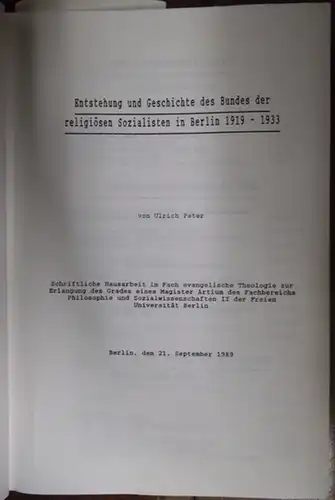 Entstehung und Geschichte des Bundes der
religiösen Sozialisten in Berlin 1919 - 1933
von Ulrich Peter
Schriftliche Hausarbeit im Fach evangelische Theologie zur
Erlangung des Grades eines Magister Artium des Fachbereichs
Philosophie und Sozialwissenschaften II der Freien
Universität Berlin
Berlin, den 21. September 1989